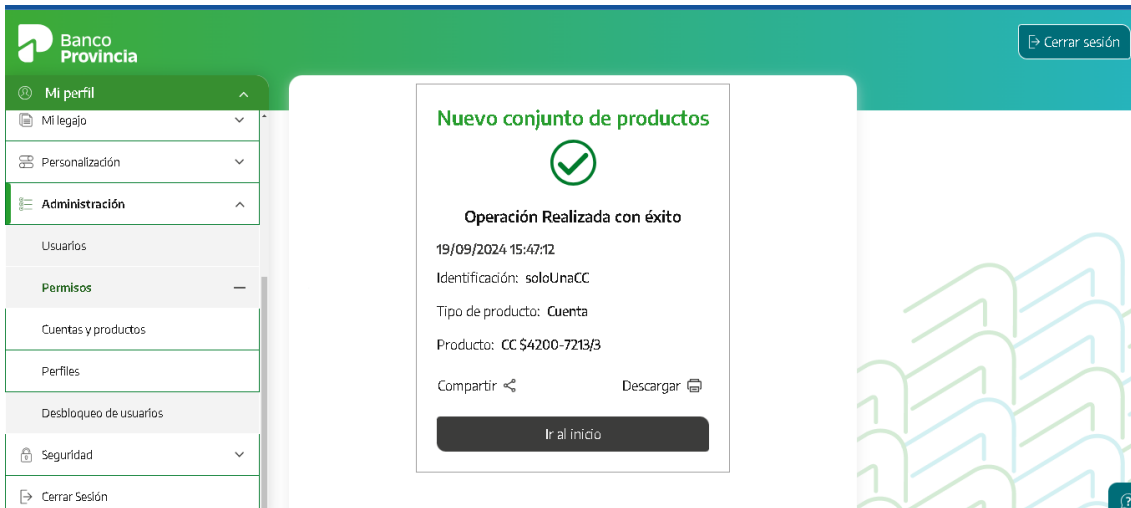 Banco
Provincia
Cerrar sesión
Mi perfil
Mi legajo
Personalización
Administración
Usuarios
Permisos
Cuentas y productos
Perfiles
Desbloqueo de usuarios
Seguridad
Cerrar Sesión
Nuevo conjunto de productos
Operación Realizada con éxito
19/09/2024 15:47:12
Identificación: soloUnaCC
Tipo de producto: Cuenta
Producto: CC $4200-7213/3
Compartir
Descargar
Ir al inicio